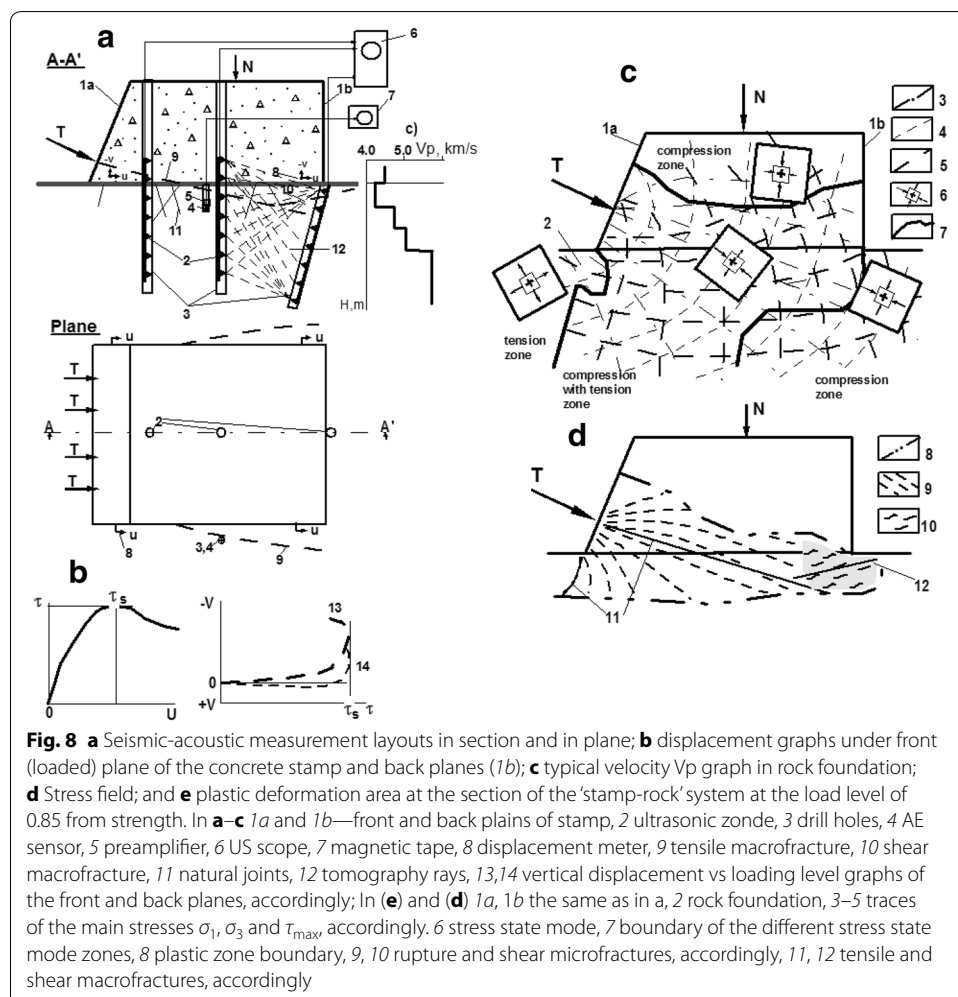 a
A-A'
N
6
1a
1b
7
T
c)
Vp, km/s
4.0 5.0
-v
u
9
-v
u
8
10
5
4
11
12
2
3
H,m
Plane
u
u
T
T
A
2
A'
T
T
u
8
3,4
9
u
b
τ
τs
0
U
-V
13
14
0
+V
τs
τ
c
N
1a
1b
compression
zone
T
2
tension
zone
compression
with tension
zone
compression
zone
3
4
5
6
7
d
N
T
8
9
10
11
12
Fig. 8 a Seismic-acoustic measurement layouts in section and in plane; b displacement graphs under front
(loaded) plane of the concrete stamp and back planes (1b); c typical velocity Vp graph in rock foundation;
d Stress field; and e plastic deformation area at the section of the ‘stamp-rock’ system at the load level of
0.85 from strength. In a–c 1a and 1b—front and back plains of stamp, 2 ultrasonic zonde, 3 drill holes, 4 AE
sensor, 5 preamplifier, 6 US scope, 7 magnetic tape, 8 displacement meter, 9 tensile macrofracture, 10 shear
macrofracture, 11 natural joints, 12 tomography rays, 13,14 vertical displacement vs loading level graphs of
the front and back planes, accordingly; In (e) and (d) 1a, 1b the same as in a, 2 rock foundation, 3–5 traces
of the main stresses σ1, σ3 and τmax, accordingly. 6 stress state mode, 7 boundary of the different stress state
mode zones, 8 plastic zone boundary, 9, 10 rupture and shear microfractures, accordingly, 11, 12 tensile and
shear macrofractures, accordingly